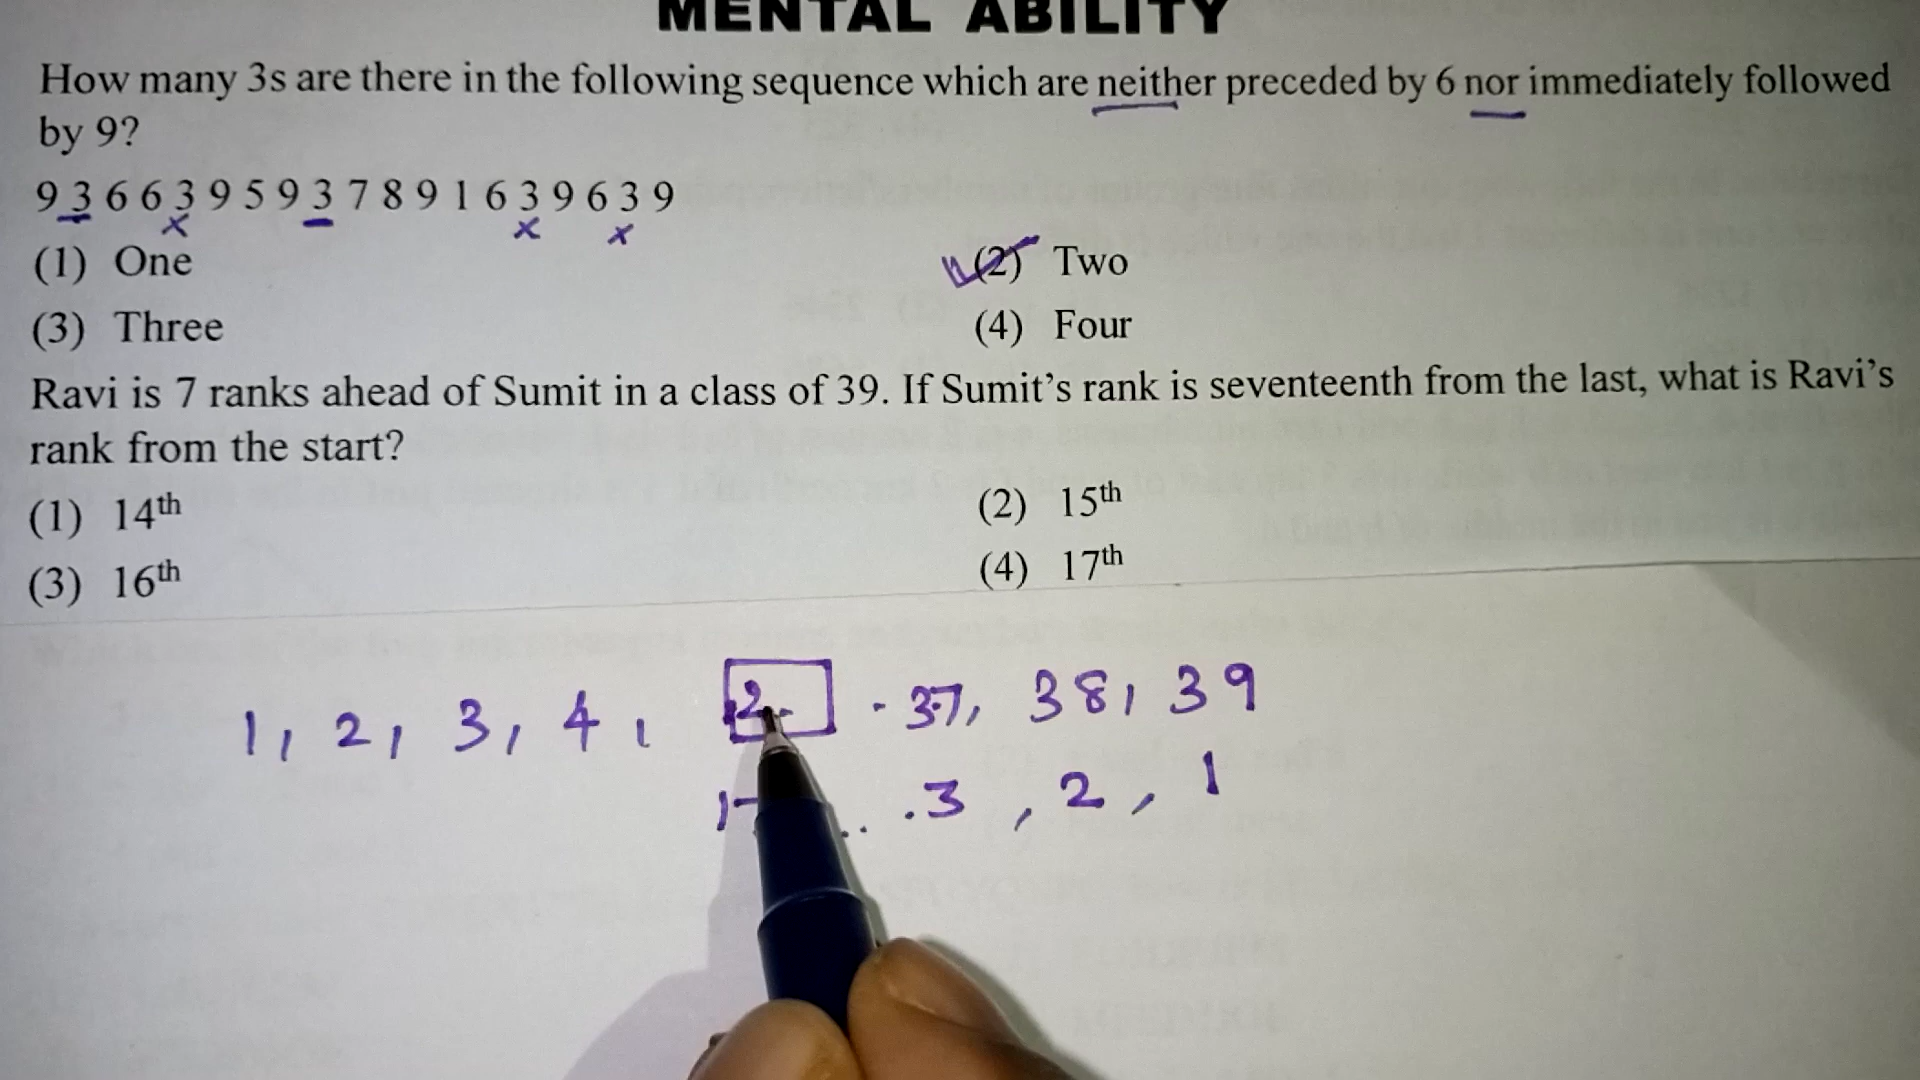 MENTAL ABILITY
How many 3s are there in the following sequence which are neither preceded by 6 nor immediately followed
by 9?
9 3 6 6 3 9 5 9 3 7 8 9 1 6 3 9 6 3 9
x x x
(1) One (2) Two
(3) Three (4) Four
Ravi is 7 ranks ahead of Sumit in a class of 39. If Sumit's rank is seventeenth from the last, what is Ravi's
rank from the start?
(1) 14th (2) 15th
(3) 16th (4) 17th
1, 2, 3, 4, 2 . 37, 38, 39
.. .3 , 2 , 1